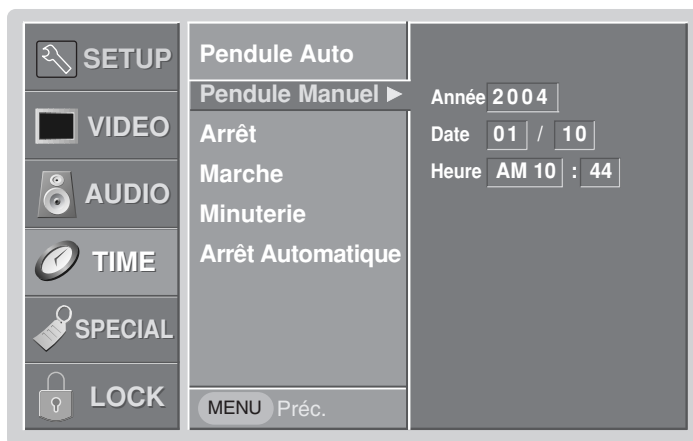 SETUP
VIDEO
AUDIO
TIME
SPECIAL
LOCK
Pendule Auto
Pendule Manuel ►
Arrêt
Marche
Minuterie
Arrêt Automatique
MENU Préc.
Année 2004
Date 01 / 10
Heure AM 10 : 44